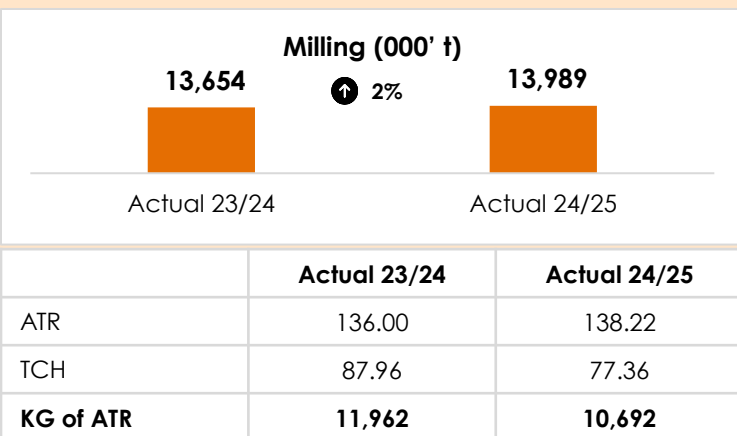 Milling (000' t)
13,654
2%
13,989
Actual 23/24
Actual 24/25
Actual 23/24 Actual 24/25
ATR 136.00 138.22
TCH 87.96 77.36
KG of ATR 11,962 10,692